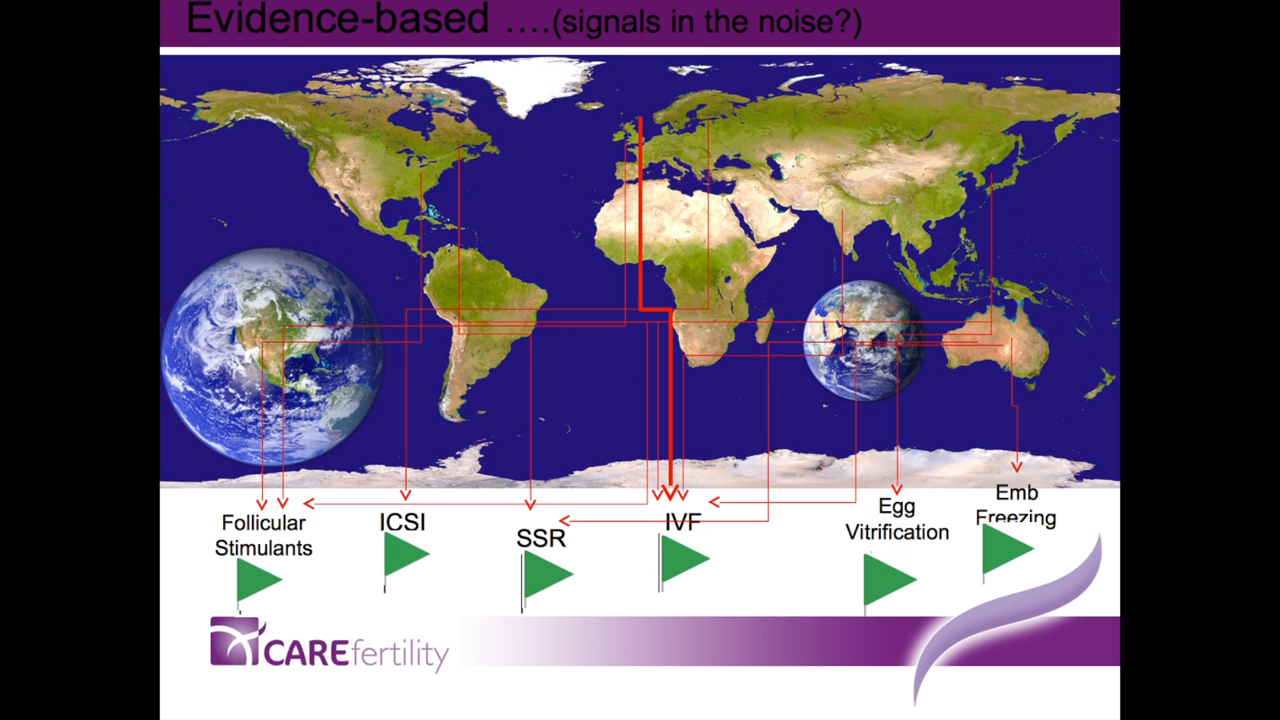 Evidence-based ....(signals in the noise?)
Follicular
Stimulants
ICSI
SSR
IVF
Egg
Vitrification
Emb
Freezing
CAREfertility